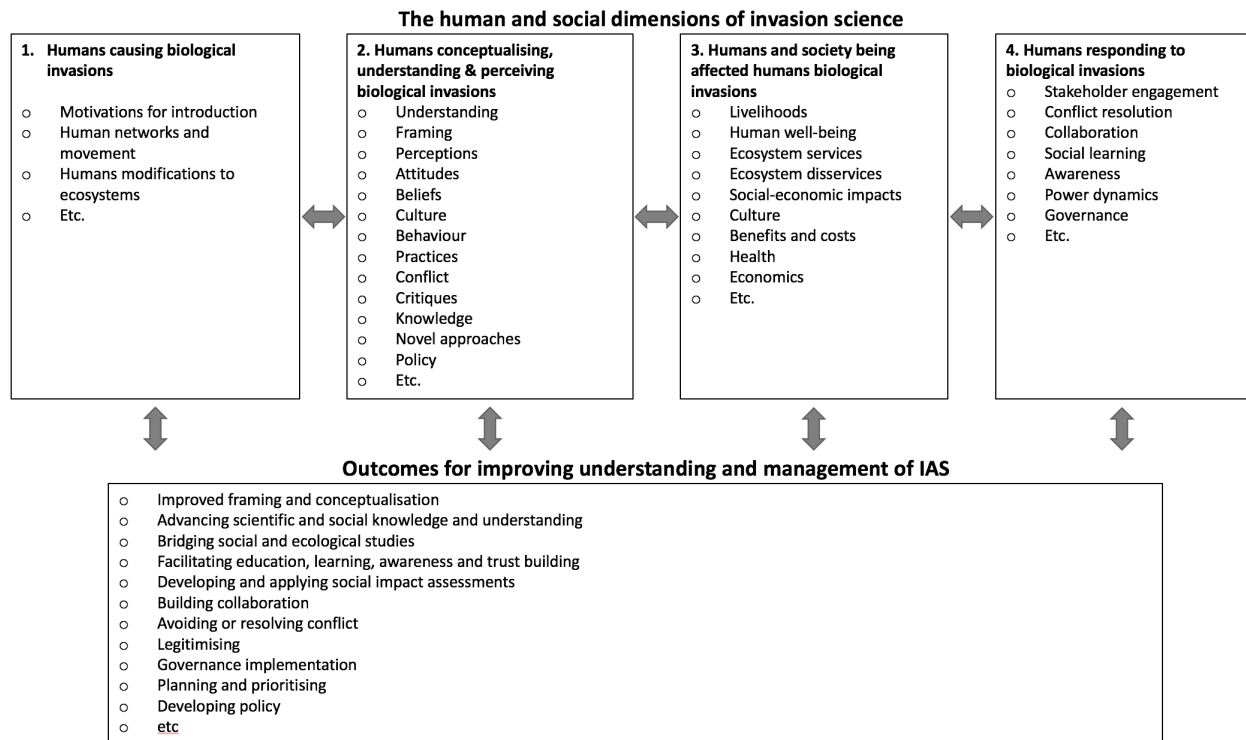 The human and social dimensions of invasion science
1. Humans causing biological
invasions
Motivations for introduction
Human networks and
movement
Humans modifications to
ecosystems
Etc.
2. Humans conceptualising,
understanding & perceiving
biological invasions
Understanding
Framing
Perceptions
Attitudes
Beliefs
Culture
Behaviour
Practices
Conflict
Critiques
Knowledge
Novel approaches
Policy
Etc.
3. Humans and society being
affected humans biological
invasions
Livelihoods
Human well-being
Ecosystem services
Ecosystem disservices
Social-economic impacts
Culture
Benefits and costs
Health
Economics
Etc.
4. Humans responding to
biological invasions
Stakeholder engagement
Conflict resolution
Collaboration
Social learning
Awareness
Power dynamics
Governance
Etc.
Outcomes for improving understanding and management of IAS
Improved framing and conceptualisation
Advancing scientific and social knowledge and understanding
Bridging social and ecological studies
Facilitating education, learning, awareness and trust building
Developing and applying social impact assessments
Building collaboration
Avoiding or resolving conflict
Legitimising
Governance implementation
Planning and prioritising
Developing policy
etc